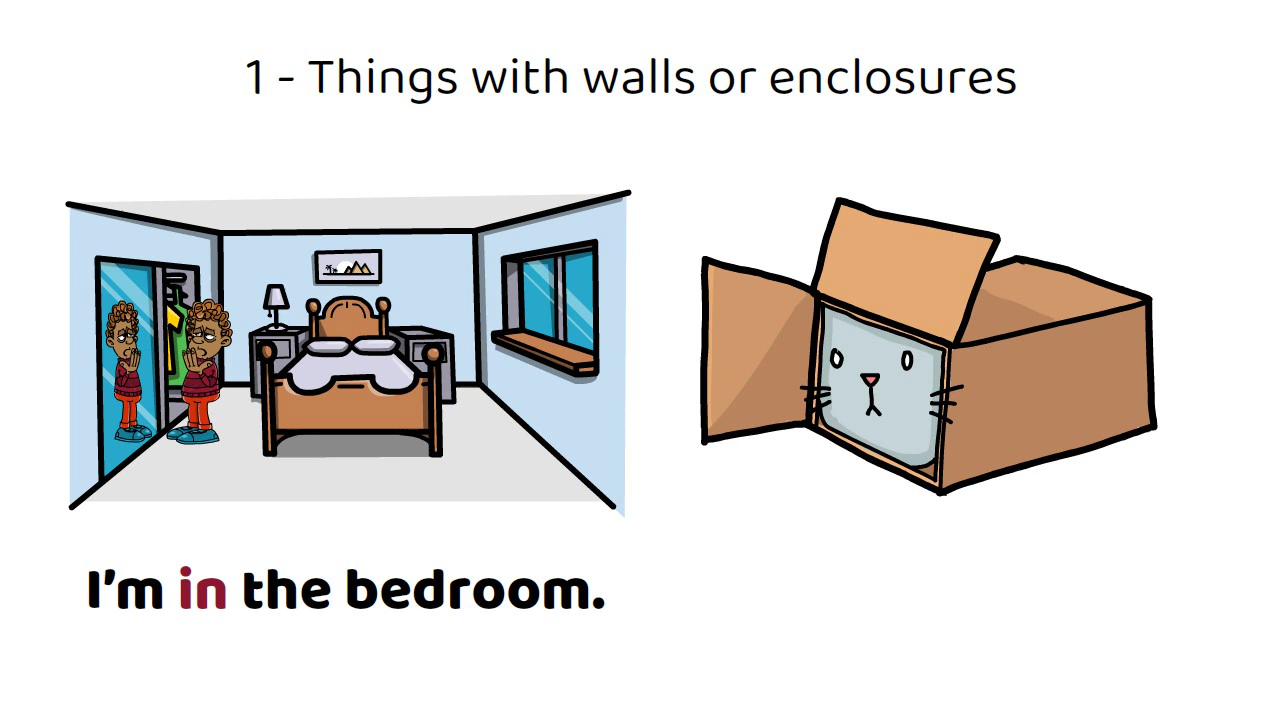 1 - Things with walls or enclosures
I'm in the bedroom.